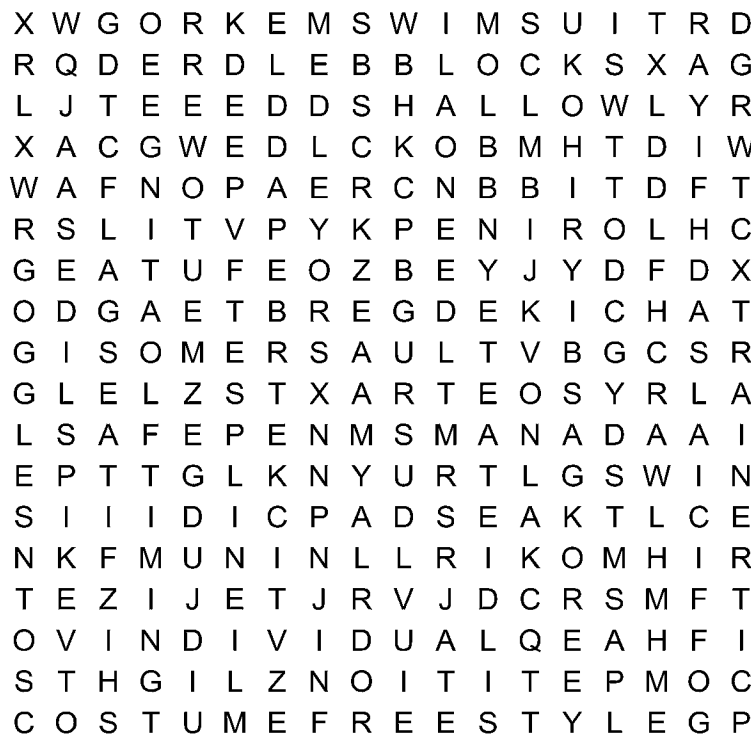 X W G O R K E M S W I M S U I T R D
R Q D E R D L E B B L O C K S X A G
L J T E E E D D S H A L L O W L Y R
X A C G W E D L C K O B M H T D I W
W A F N O P A E R C N B B I T D F T
R S L I T V P Y K P E N I R O L H C
G E A T U F E O Z B E Y J Y D F D X
O D G A E T B R E G D E K I C H A T
G I S O M E R S A U L T V B G C S R
G L E L Z S T X A R T E O S Y R L A
L S A F E P E N M S M A N A D A A I
E P T T G L K N Y U R T L G S W I N
S I I I D I C P A D S E A K T L C E
N K F M U N I N L L R I K O M H I R
T E Z I J E T J R V J D C R S M F T
O V I N D I V I D U A L Q E A H F I
S T H G I L Z N O I T I T E P M O C
C O S T U M E F R E E S T Y L E G P